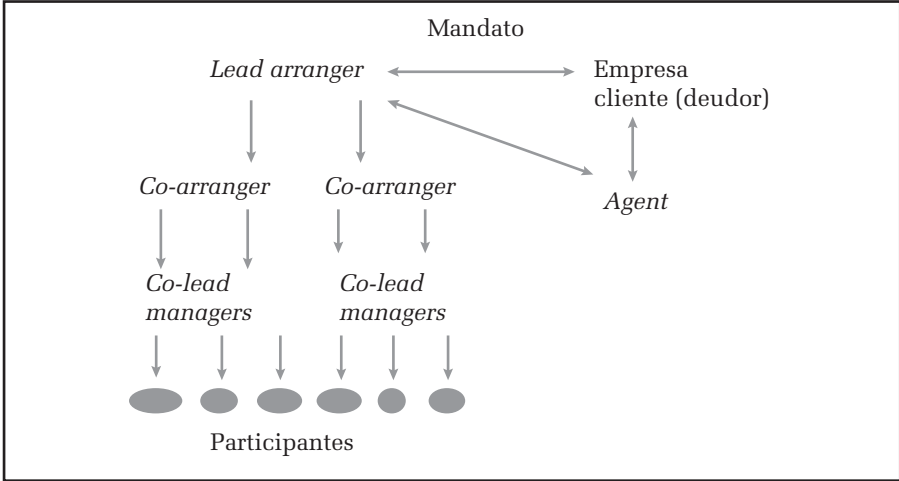 Mandato
Lead arranger
Empresa
cliente (deudor)
Agent
Co-arranger
Co-arranger
Co-lead
managers
Co-lead
managers
Participantes